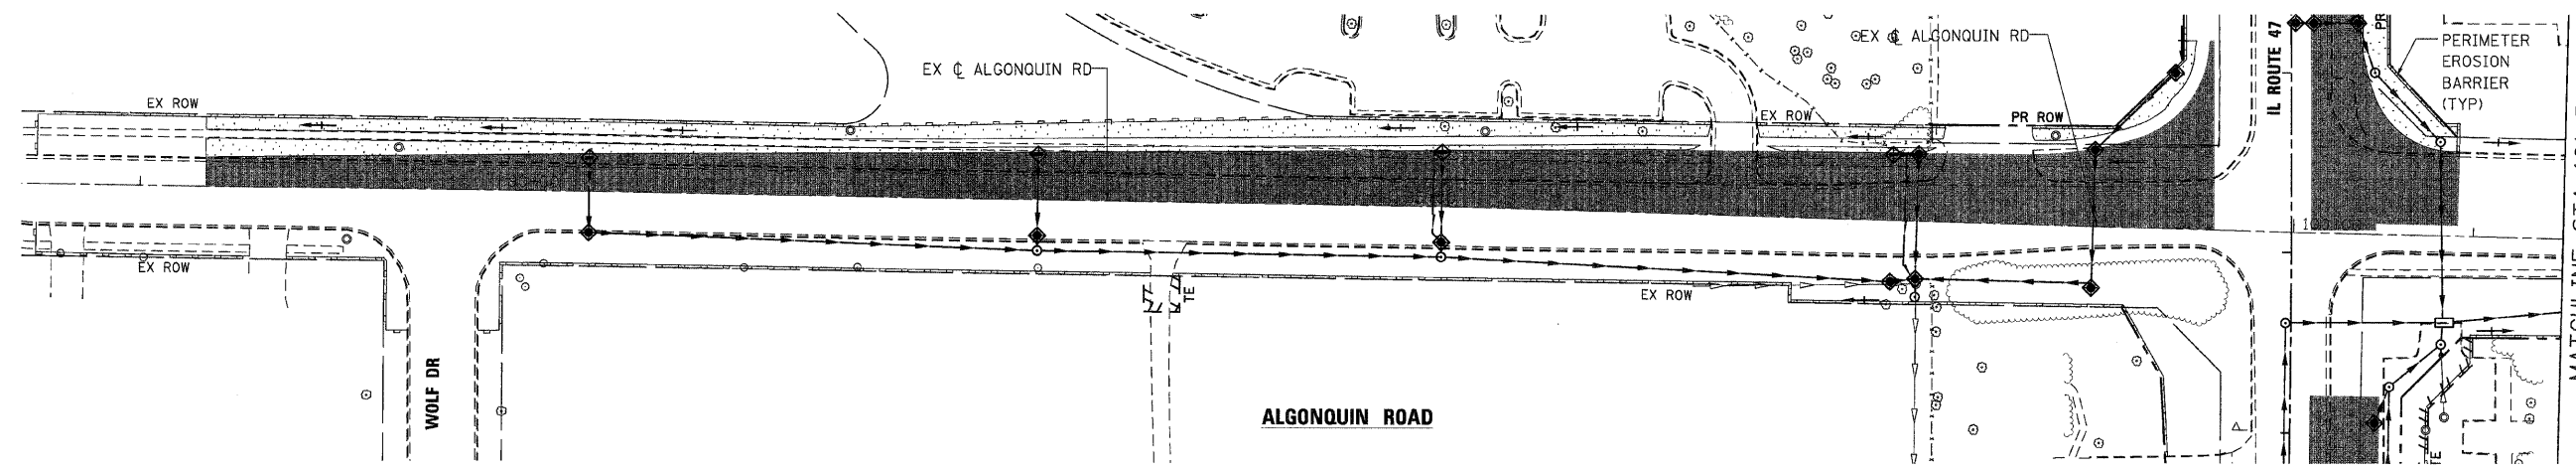 EX ROW
EX ℄ ALGONQUIN RD
EX ROW
EX ℄ ALGONQUIN RD
PR ROW
IL ROUTE 47
PR
PERIMETER
EROSION
BARRIER
(TYP)
EX ROW
WOLF DR
TE
EX ROW
ALGONQUIN ROAD
P
TE